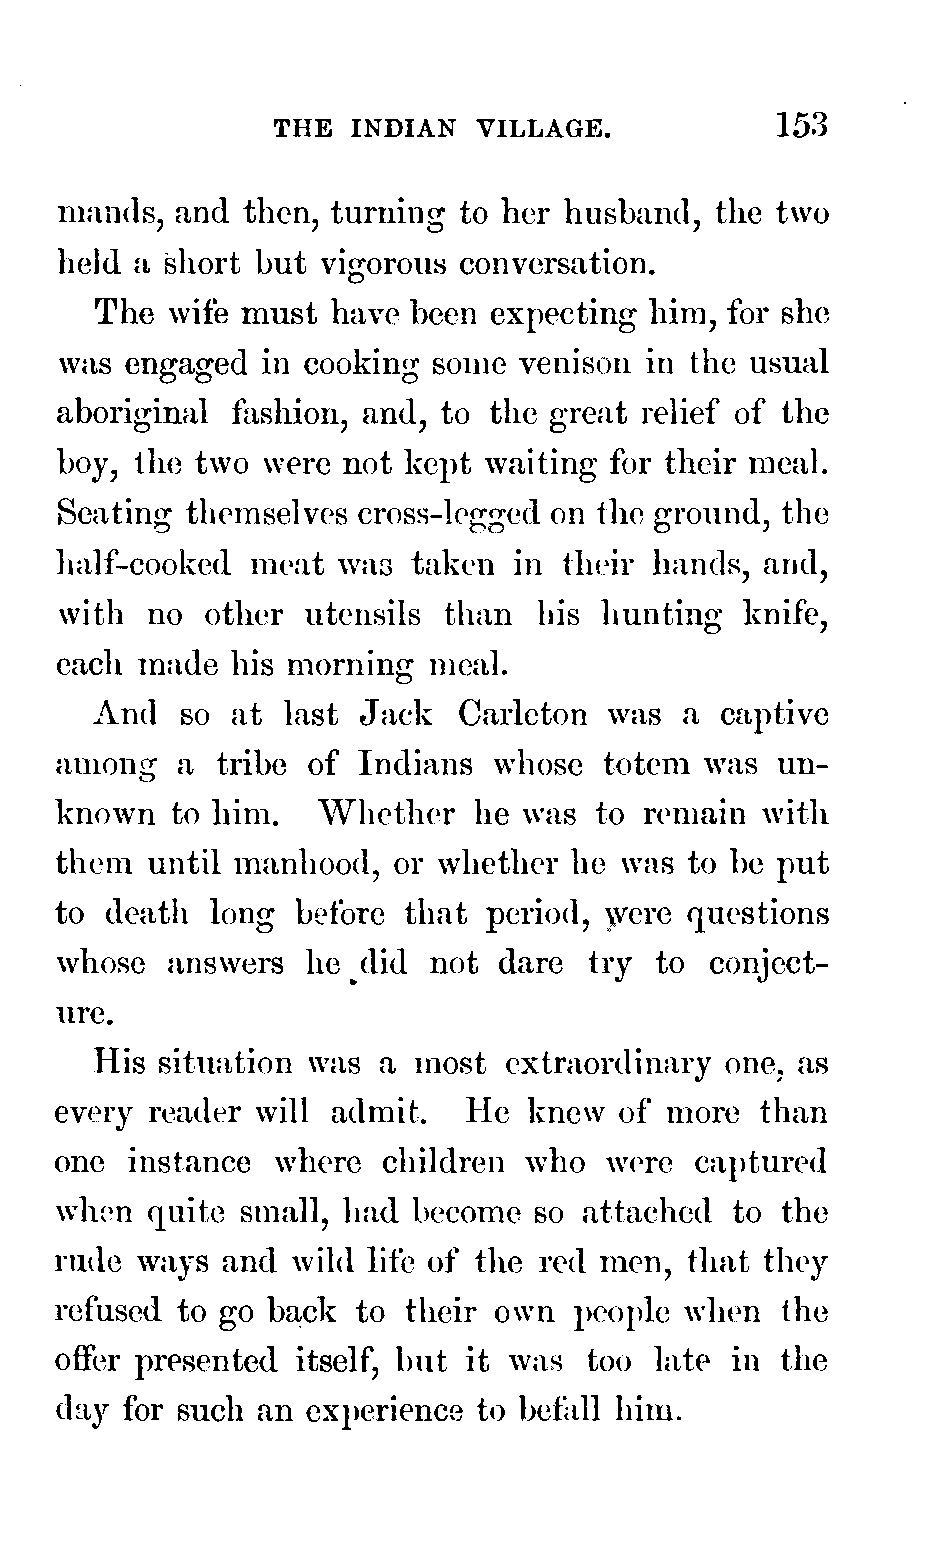 THE INDIAN VILLAGE. 153
mands, and then, turning to her husband, the two
held a short but vigorous conversation.
The wife must have been expecting him, for she
was engaged in cooking some venison in the usual
aboriginal fashion, and, to the great relief of the
boy, the two were not kept waiting for their meal.
Seating themselves cross-legged on the ground, the
half-cooked meat was taken in their hands, and,
with no other utensils than his hunting knife,
each made his morning meal.
And so at last Jack Carleton was a captive
among a tribe of Indians whose totem was un-
known to him. Whether he was to remain with
them until manhood, or whether he was to be put
to death long before that period, were questions
whose answers he did not dare try to conject-
ure.
His situation was a most extraordinary one, as
every reader will admit. He knew of more than
one instance where children who were captured
when quite small, had become so attached to the
rude ways and wild life of the red men, that they
refused to go back to their own people when the
offer presented itself, but it was too late in the
day for such an experience to befall him.